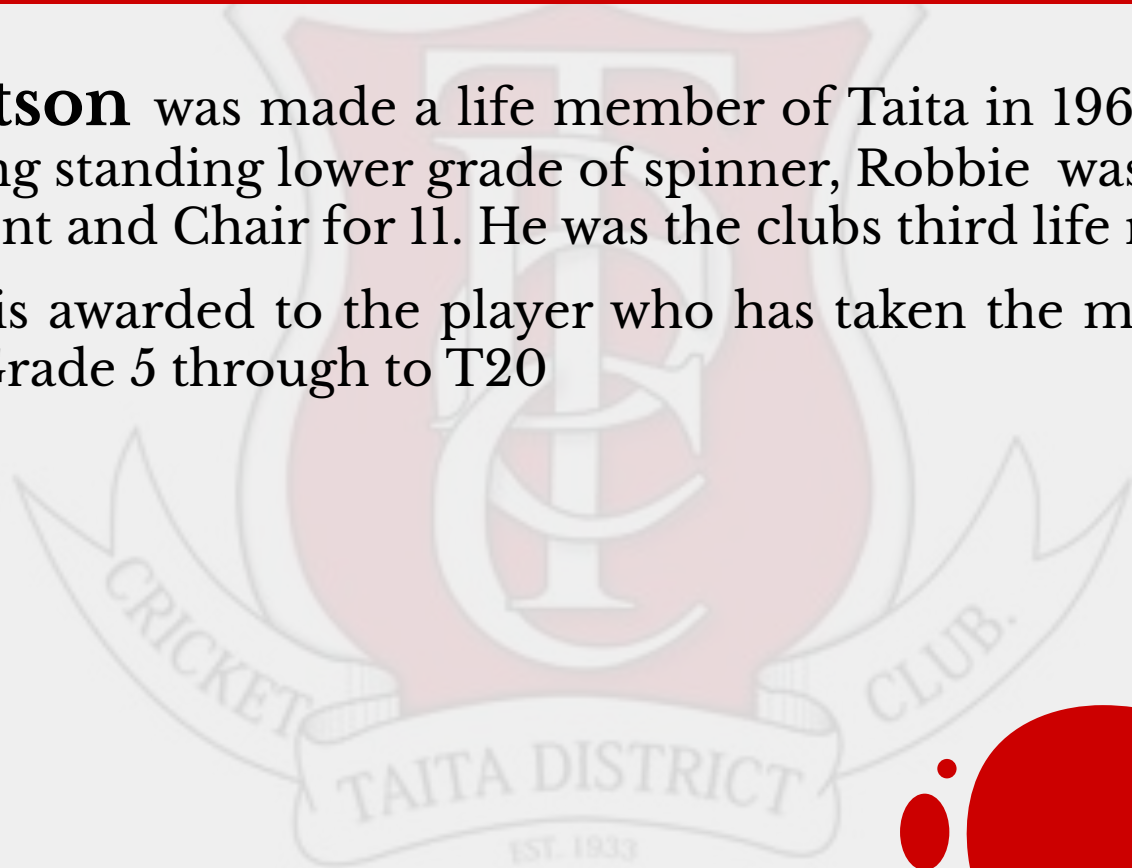 tson was made a life member of Taita in 196
ng standing lower grade of spinner, Robbie was
nt and Chair for 11. He was the clubs third life
is awarded to the player who has taken the m
Grade 5 through to T20
CRICKET
CLUB.
TAITA DISTRICT
EST. 1933